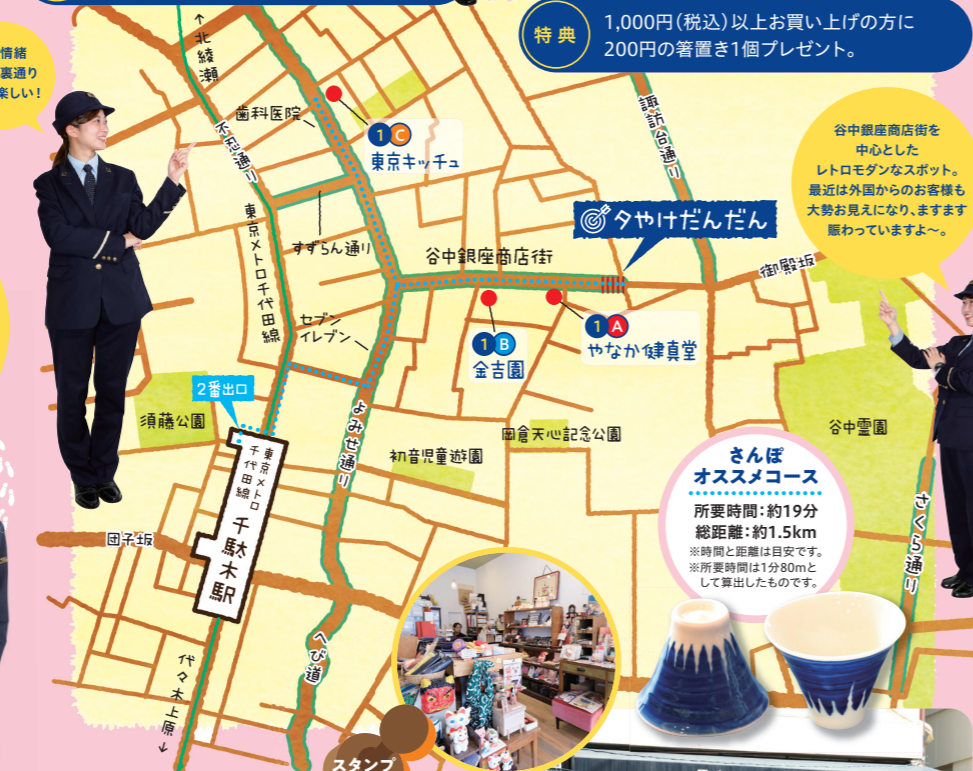 特典
1,000円(税込)以上お買い上げの方に
200円の箸置き1個プレゼント。
情緒
裏通り
楽しい!
↑北綾瀬
歯科医院
不忍通り
1C
東京キッチュ
諏訪台通り
谷中銀座商店街を
中心とした
レトロモダンなスポット。
最近は外国からのお客様も
大勢お見えになり、ますます
賑わっていますよ〜。
東京メトロ千代田線
すずらん通り
夕やけだんだん
谷中銀座商店街
御殿坂
セブン
イレブン
1B
金吉園
1A
やなか健真堂
2番出口
須藤公園
よみせ通り
初音児童遊園
岡倉天心記念公園
谷中霊園
東京メトロ
千代田線
千駄木駅
団子坂
さんぽ
オススメコース
所要時間:約19分
総距離:約1.5km
※時間と距離は目安です。
※所要時間は1分80mと
して算出したものです。
さくら通り
へび道
代々木上原↓
スタンプ